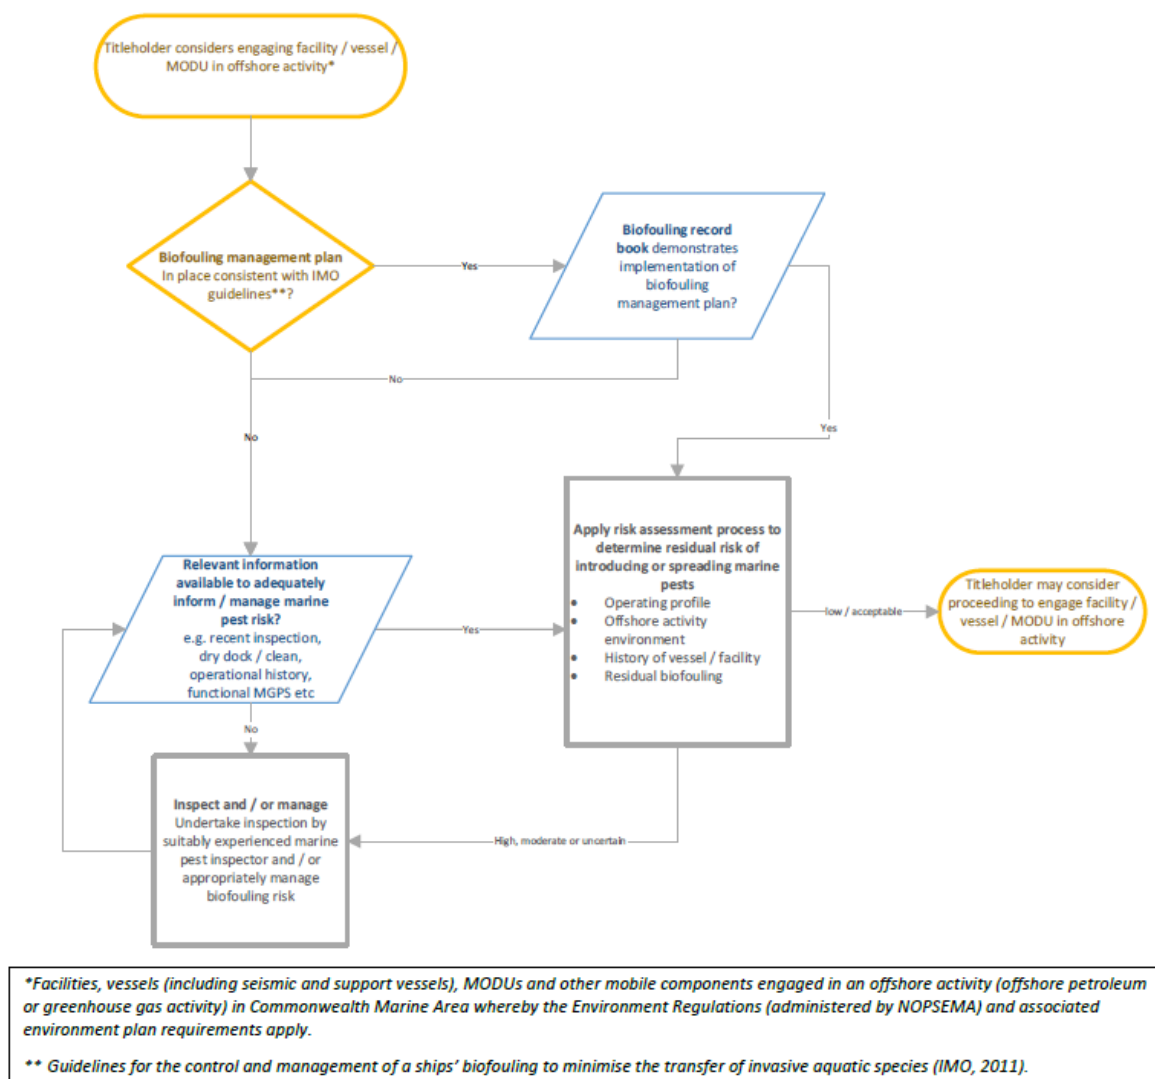 Titleholder considers engaging facility / vessel /
MODU in offshore activity*
Biofouling management plan
In place consistent with IMO
guidelines**?
Yes
Biofouling record
book demonstrates
implementation of
biofouling
management plan?
No
No
Yes
Relevant information
available to adequately
inform / manage marine
pest risk?
e.g. recent inspection,
dry dock / clean,
operational history,
functional MGPS etc
Yes
Apply risk assessment process to
determine residual risk of
introducing or spreading marine
pests
• Operating profile
• Offshore activity
environment
• History of vessel / facility
• Residual biofouling
low / acceptable
Titleholder may consider
proceeding to engage facility /
vessel / MODU in offshore
activity
No
Inspect and / or manage
Undertake inspection by
suitably experienced marine
pest inspector and / or
appropriately manage
biofouling risk
High, moderate or uncertain
*Facilities, vessels (including seismic and support vessels), MODUs and other mobile components engaged in an offshore activity (offshore petroleum
or greenhouse gas activity) in Commonwealth Marine Area whereby the Environment Regulations (administered by NOPSEMA) and associated
environment plan requirements apply.
** Guidelines for the control and management of a ships' biofouling to minimise the transfer of invasive aquatic species (IMO, 2011).